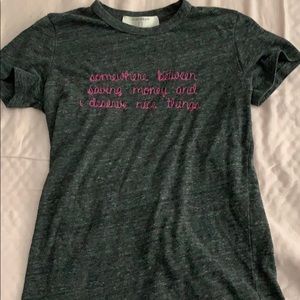 somewhere between
saving money and
i deserve nice things